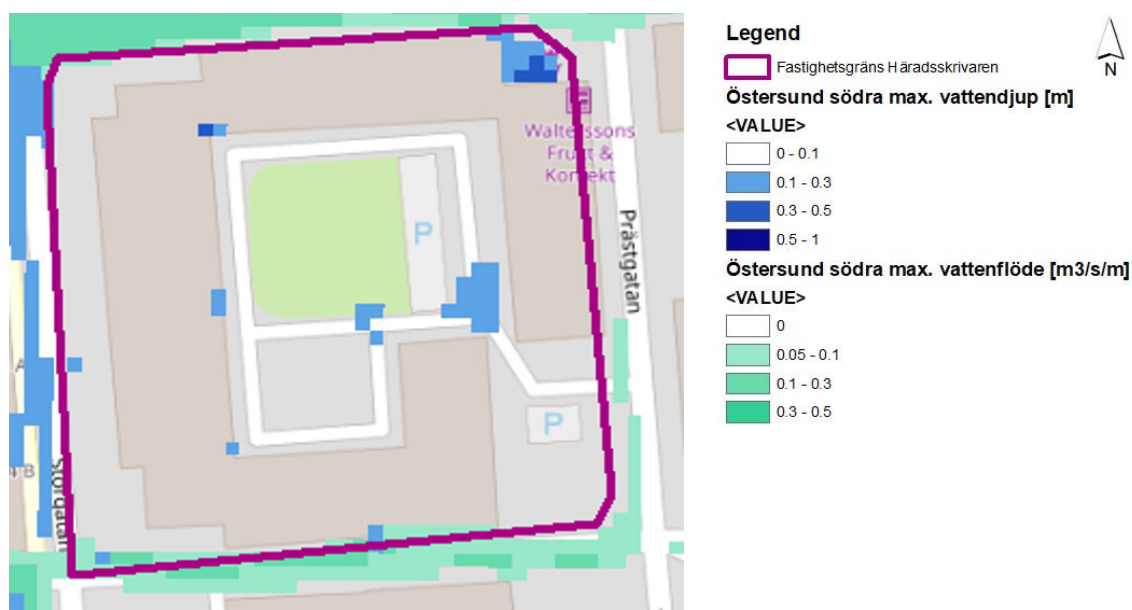 Waltenssons
Frukt &
Konfekt
P
Prästgatan
P
A
4 B
Storgatan
Legend
N
Fastighetsgräns Häradsskrivaren
Östersund södra max. vattendjup [m]
<VALUE>
0 - 0.1
0.1 - 0.3
0.3 - 0.5
0.5 - 1
Östersund södra max. vattenflöde [m3/s/m]
<VALUE>
0
0.05 - 0.1
0.1 - 0.3
0.3 - 0.5